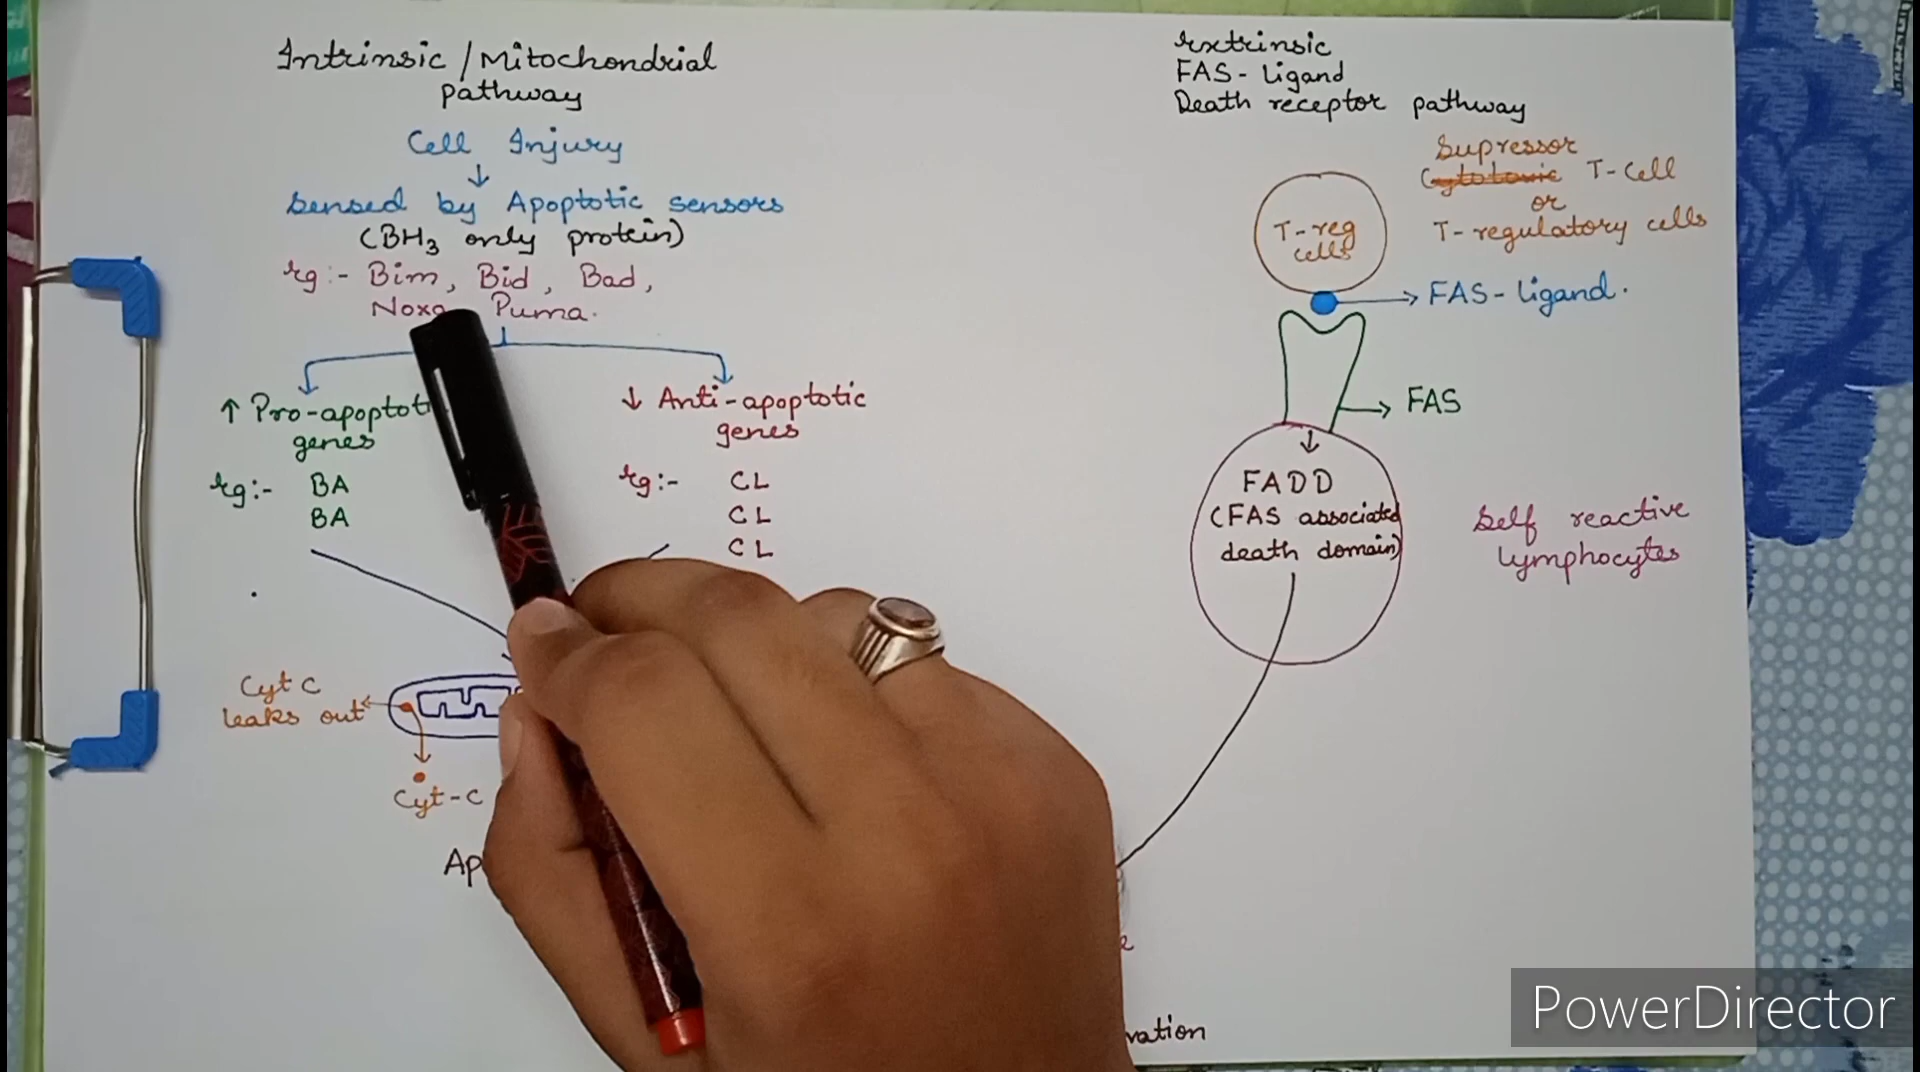 Intrinsic / Mitochondrial
pathway
Cell Injury
Sensed by Apoptotic sensors
(BH3 only protein)
Eg:- Bim, Bid, Bad,
Puma.
↑ Pro-apoptot
genes
Eg:- BA
BA
↓ Anti-apoptotic
genes
Eg:- CL
CL
CL
Cyt C
leaks out
Cyt-C
Ap
Extrinsic
FAS-Ligand
Death receptor pathway
Supressor
T-Cell
or
T-regulatory cells
T-reg
cells
FAS-Ligand.
FAS
FADD
(FAS associated
death domain)
Self reactive
lymphocytes
vation
PowerDirector